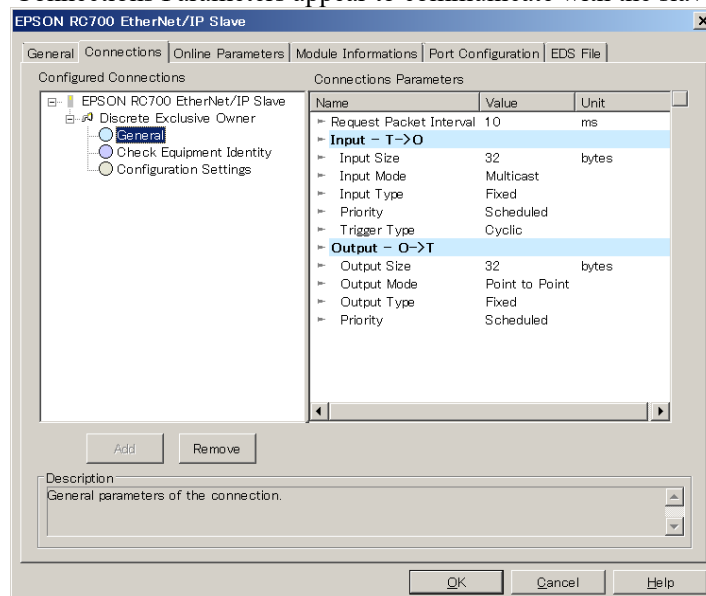 Connections Parameters appear to communicate with the slav
EPSON RC700 EtherNet/IP Slave
General Connections Online Parameters Module Informations Port Configuration EDS File
Configured Connections
EPSON RC700 EtherNet/IP Slave
Discrete Exclusive Owner
General
Check Equipment Identity
Configuration Settings
Connections Parameters
Name Value Unit
Request Packet Interval 10 ms
Input - T->O
Input Size 32 bytes
Input Mode Multicast
Input Type Fixed
Priority Scheduled
Trigger Type Cyclic
Output - O->T
Output Size 32 bytes
Output Mode Point to Point
Output Type Fixed
Priority Scheduled
Add Remove
Description
General parameters of the connection.
OK Cancel Help